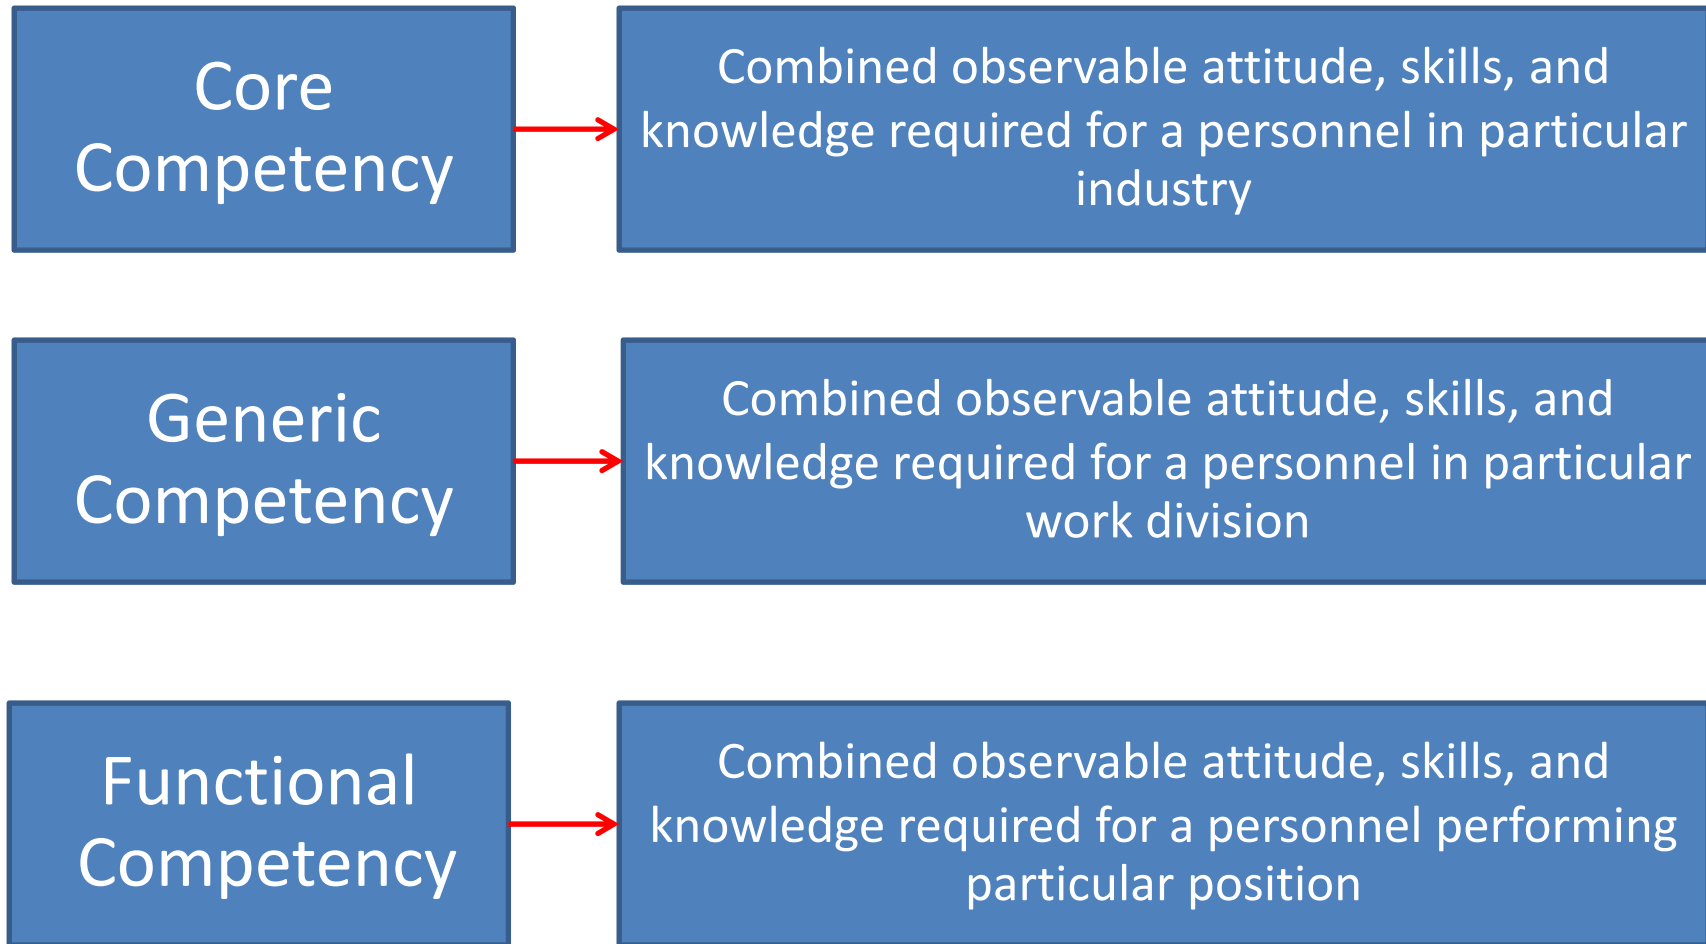 Core
Competency
Combined observable attitude, skills, and
knowledge required for a personnel in particular
industry
Generic
Competency
Combined observable attitude, skills, and
knowledge required for a personnel in particular
work division
Functional
Competency
Combined observable attitude, skills, and
knowledge required for a personnel performing
particular position